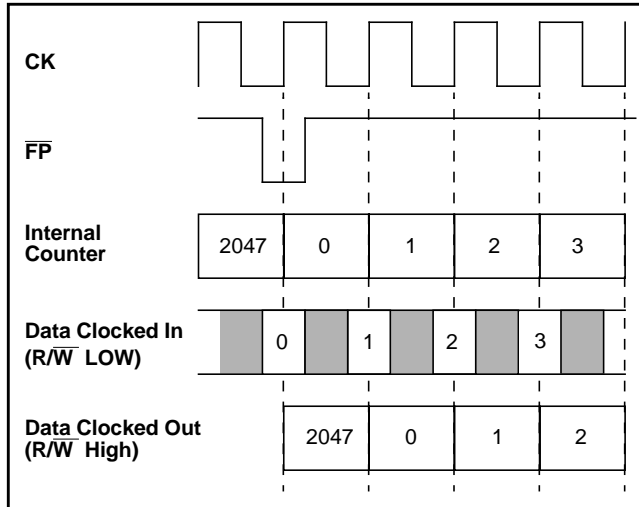 CK
F̅P̅
Internal
Counter
2047 0 1 2 3
Data Clocked In
(R/W̅ LOW)
0 1 2 3
Data Clocked Out
(R/W̅ High)
2047 0 1 2